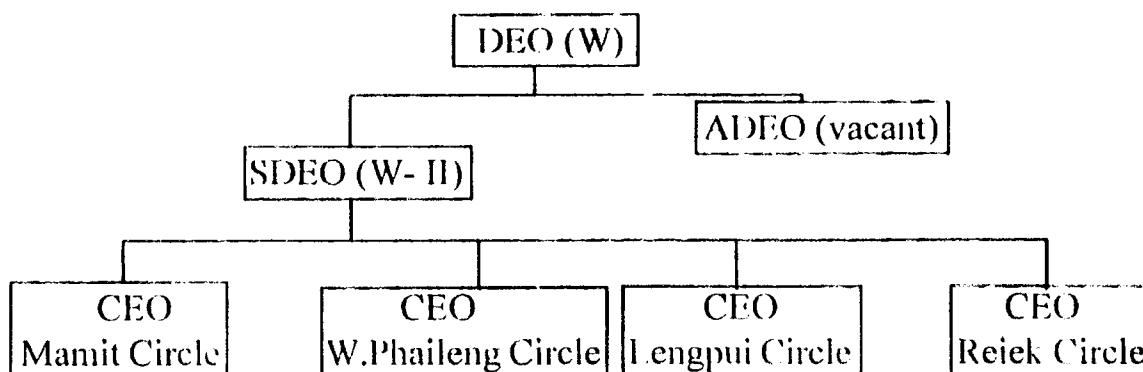 DEO (W)
ADEO (vacant)
SDEO (W- II)
CEO
Mamit Circle
CEO
W.Phaileng Circle
CEO
Lengpui Circle
CEO
Reiek Circle